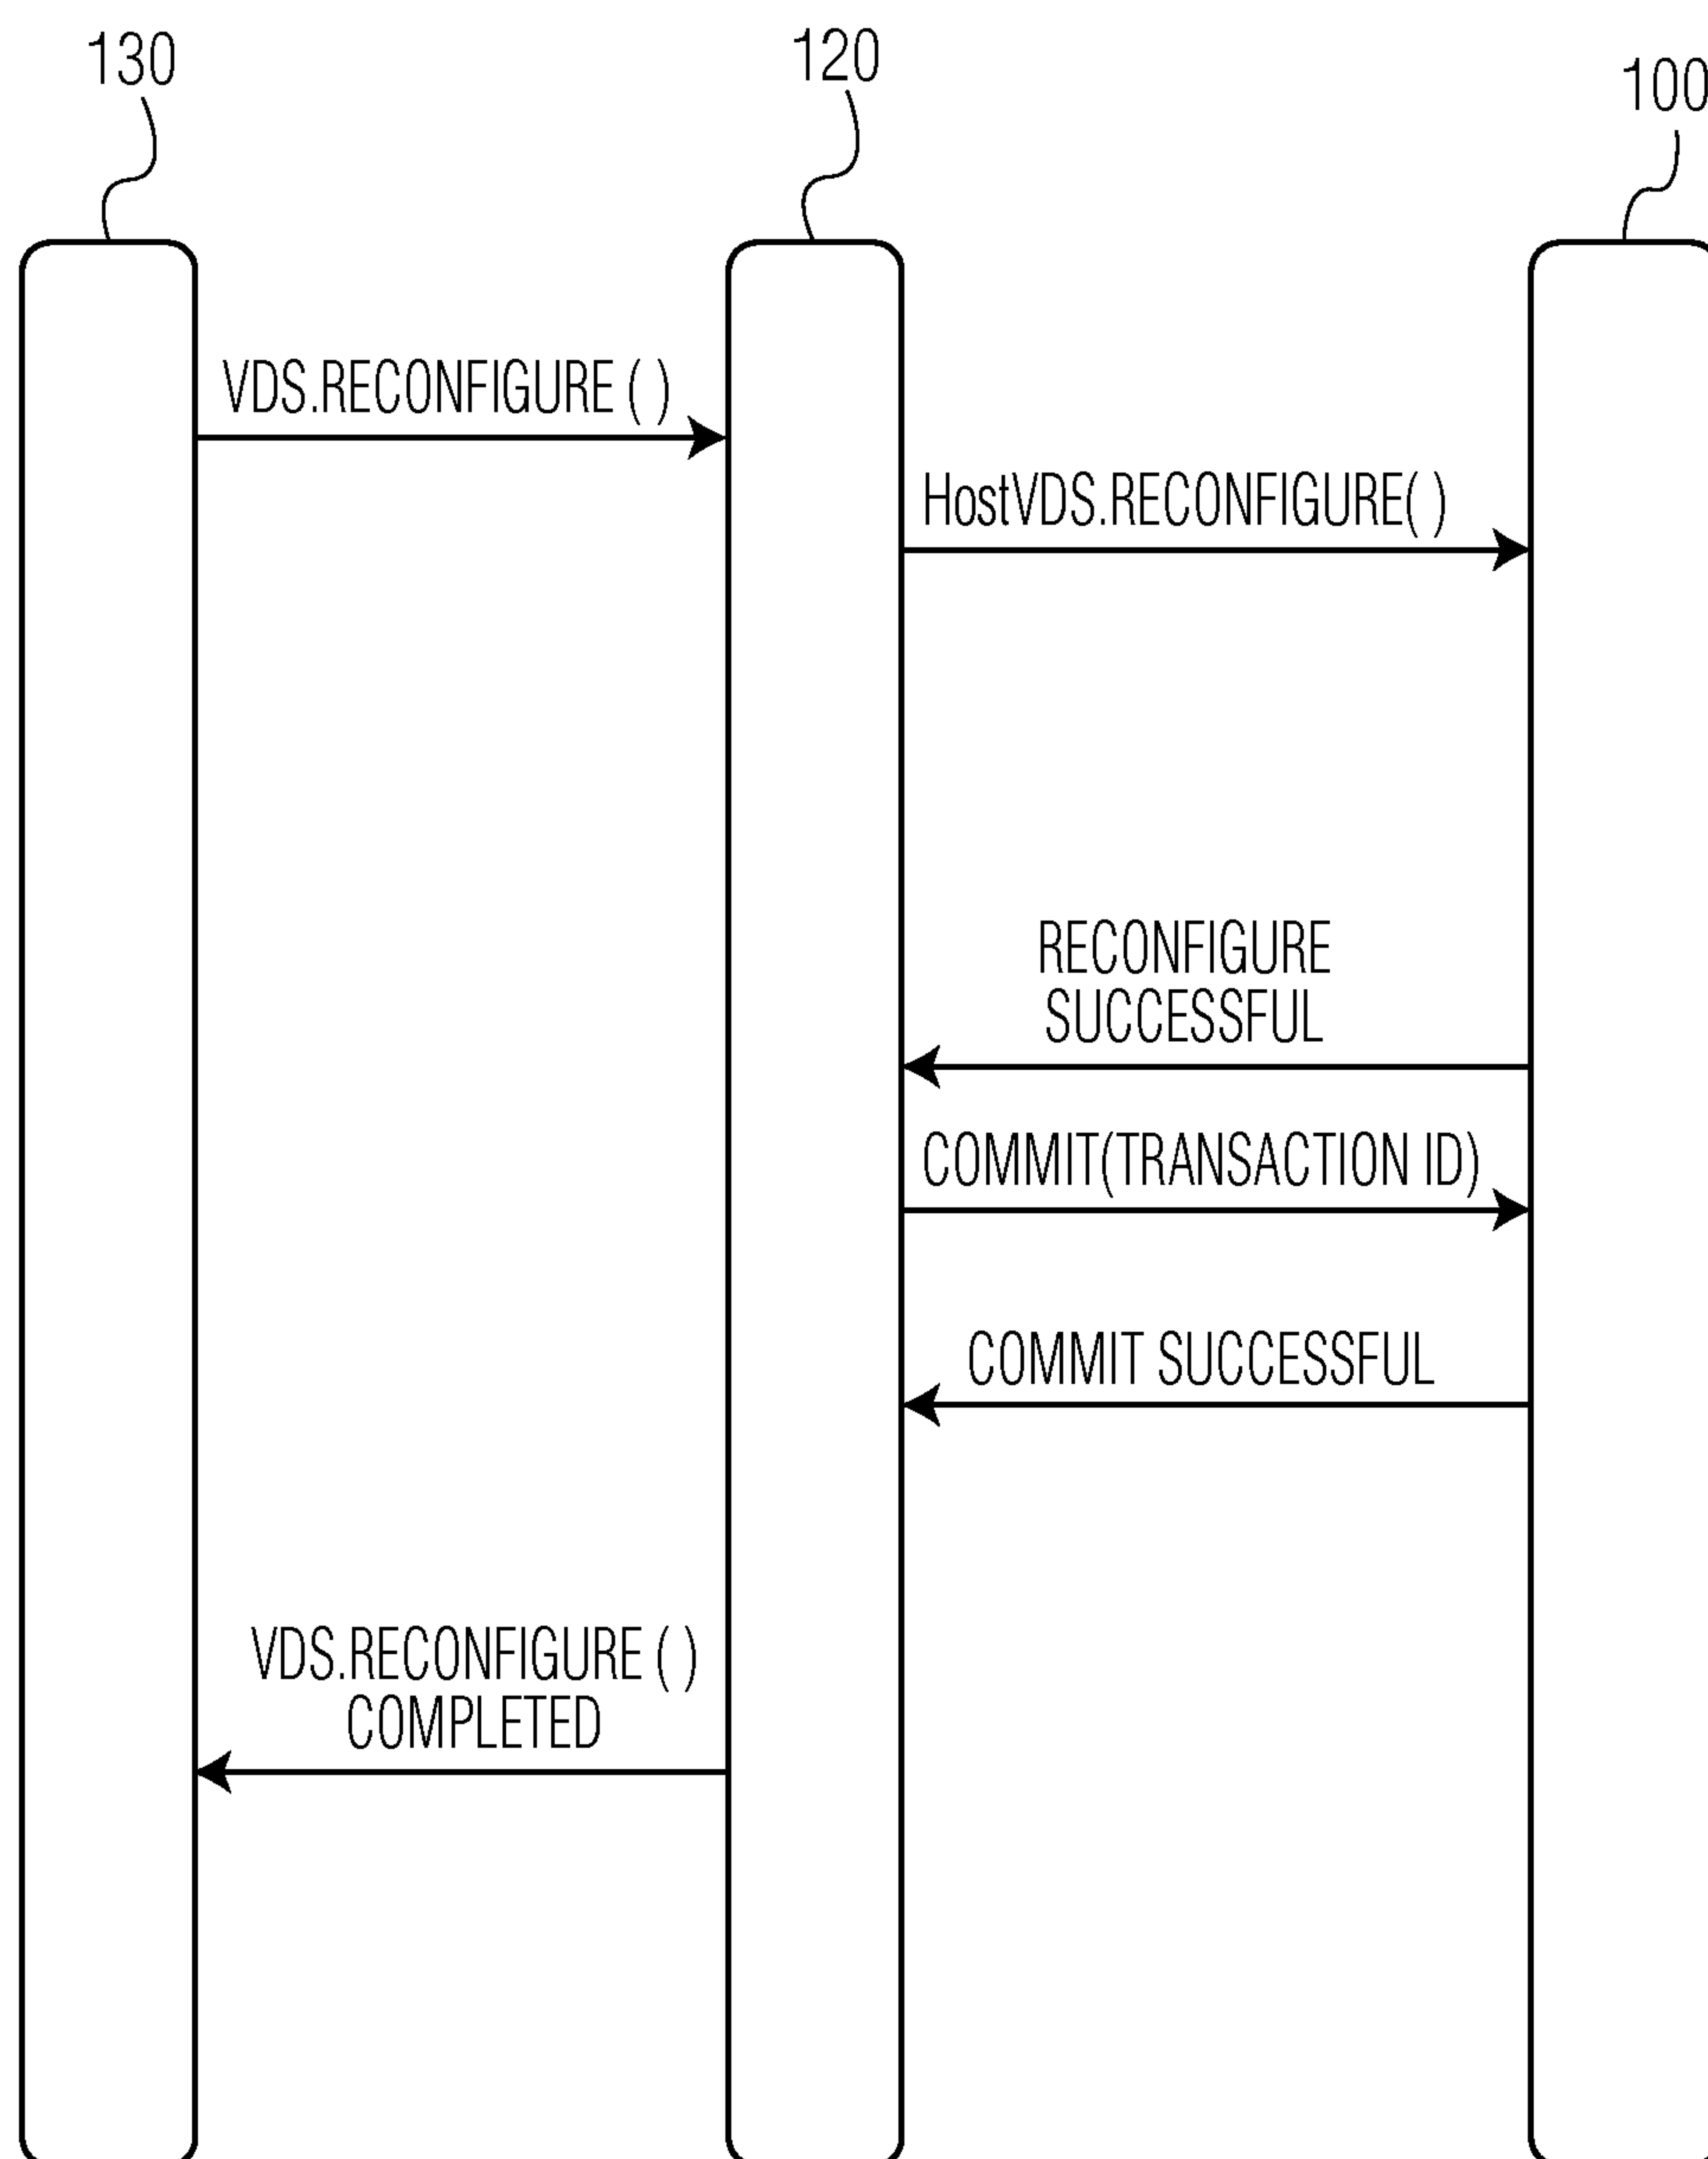 130
120
100
VDS.RECONFIGURE ( )
HostVDS.RECONFIGURE( )
RECONFIGURE
SUCCESSFUL
COMMIT(TRANSACTION ID)
COMMIT SUCCESSFUL
VDS.RECONFIGURE ( )
COMPLETED